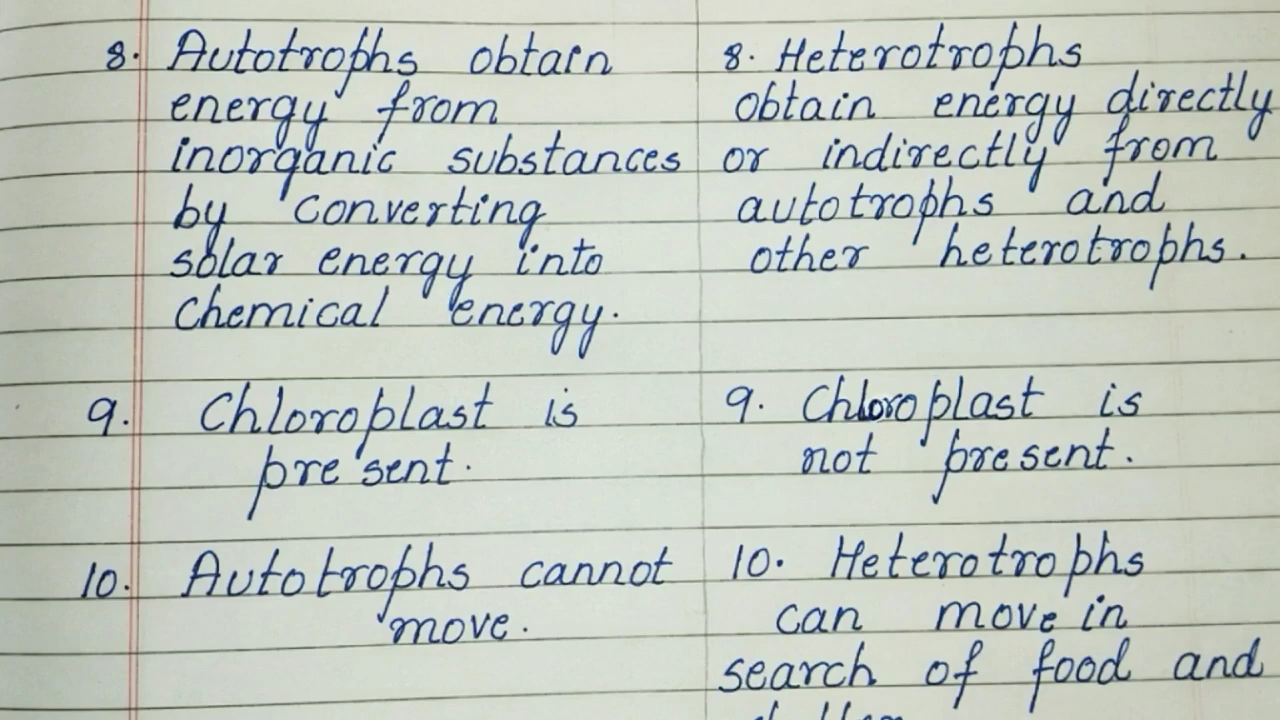 8. Autotrophs obtain
energy from
inorganic substances
by converting
solar energy into
chemical energy.
9. Chloroplast is
present.
10. Autotrophs cannot
move.
8. Heterotrophs
obtain energy directly
or indirectly from
autotrophs and
other heterotrophs.
9. Chloroplast is
not present.
10. Heterotrophs
can move in
search of food and